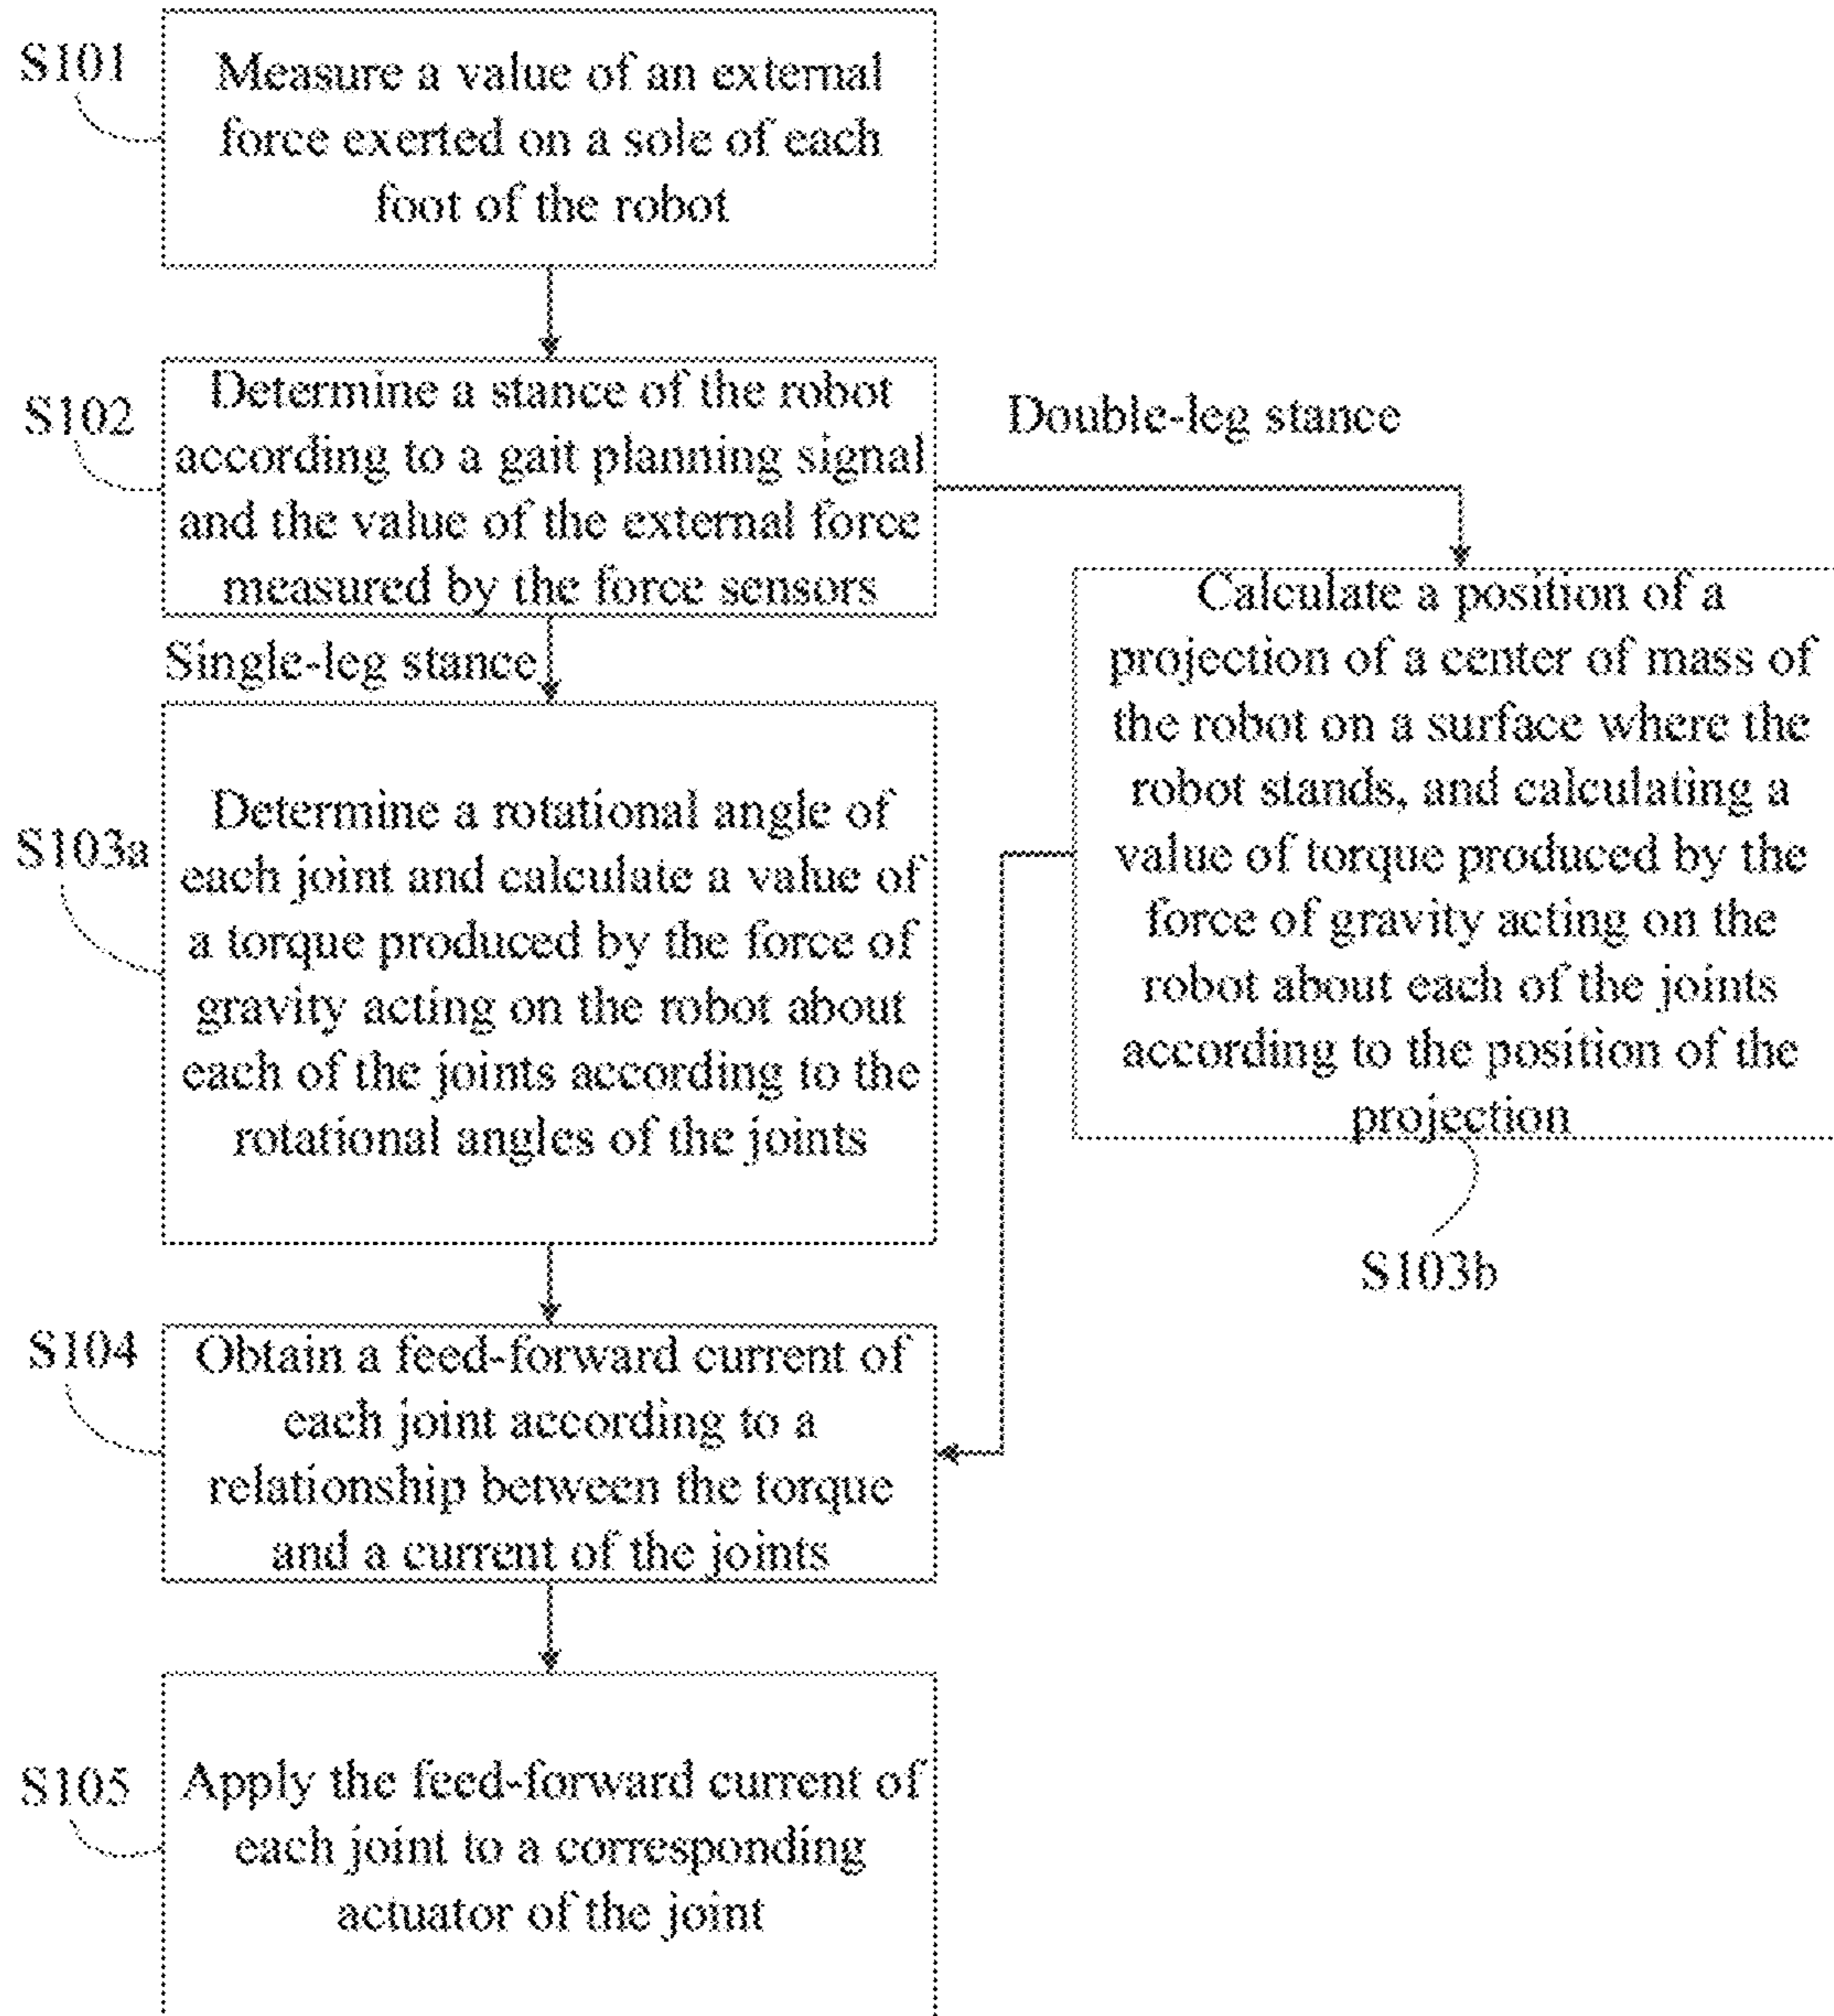 S101
Measure a value of an external
force exerted on a sole of each
foot of the robot
S102
Determine a stance of the robot
according to a gait planning signal
and the value of the external force
measured by the force sensors
Double-leg stance
Single-leg stance
Calculate a position of a
projection of a center of mass of
the robot on a surface where the
robot stands, and calculating a
value of torque produced by the
force of gravity acting on the
robot about each of the joints
according to the position of the
projection
S103b
S103a
Determine a rotational angle of
each joint and calculate a value of
a torque produced by the force of
gravity acting on the robot about
each of the joints according to the
rotational angles of the joints
S104
Obtain a feed-forward current of
each joint according to a
relationship between the torque
and a current of the joints
S105
Apply the feed-forward current of
each joint to a corresponding
actuator of the joint